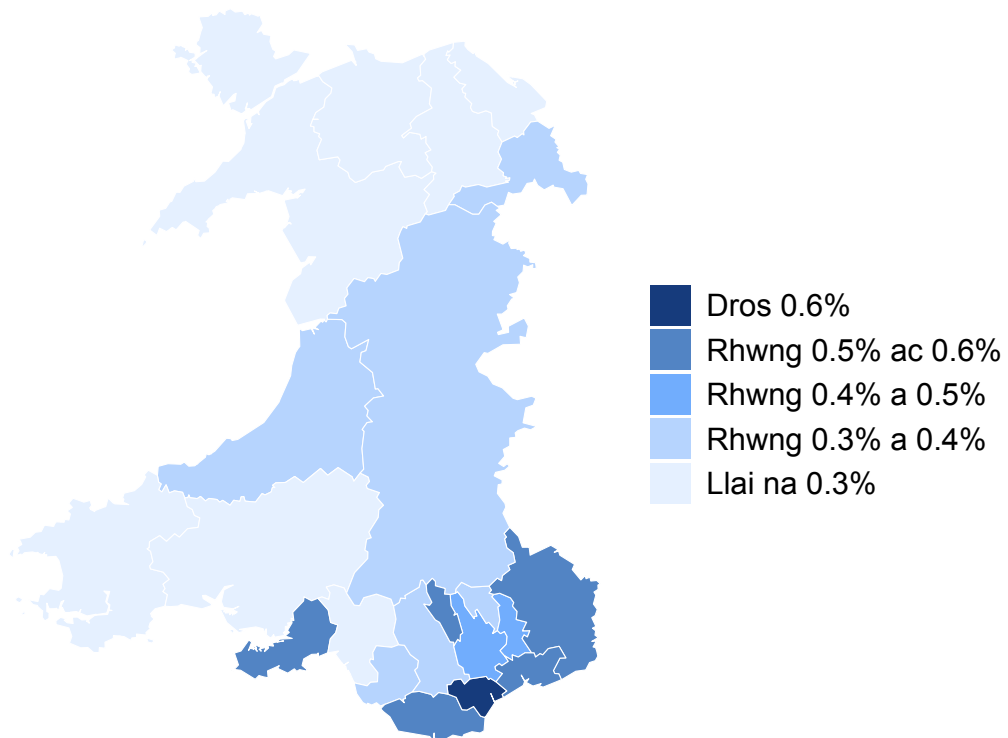 Dros 0.6%
Rhwng 0.5% ac 0.6%
Rhwng 0.4% a 0.5%
Rhwng 0.3% a 0.4%
Llai na 0.3%